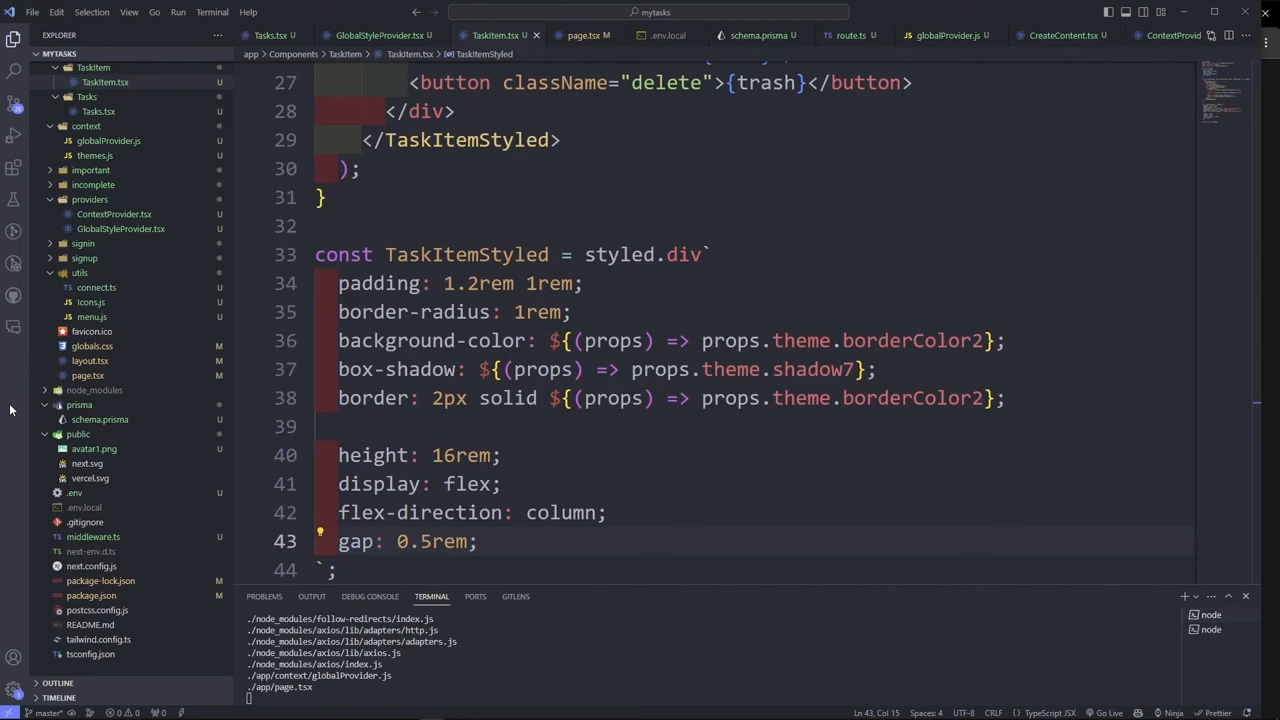 File Edit Selection View Go Run Terminal Help
mytasks
EXPLORER
Tasks.tsx U
GlobalStyleProvider.tsx U
TaskItem.tsx U
page.tsx M
.env.local
schema.prisma U
route.ts U
globalProvider.js U
CreateContent.tsx U
ContextProvid
MYTASKS
app > Components > TaskItem > TaskItem.tsx > TaskItemStyled
TaskItem
TaskItem.tsx U
Tasks
Tasks.tsx U
context
globalProvider.js U
themes.js U
important
incomplete
providers
ContextProvider.tsx U
GlobalStyleProvider.tsx U
signin
signup
utils
connect.ts U
Icons.js U
menu.js U
favicon.ico
globals.css M
layout.tsx M
page.tsx M
node_modules
prisma
schema.prisma U
public
avatar1.png U
next.svg
vercel.svg
.env U
.env.local
.gitignore
middleware.ts U
next-env.d.ts
next.config.js
package-lock.json M
package.json M
postcss.config.js
README.md
tailwind.config.ts
tsconfig.json
OUTLINE
TIMELINE
27 <button className="delete">{trash}</button>
28 </div>
29 </TaskItemStyled>
30 );
31 }
32
33 const TaskItemStyled = styled.div`
34 padding: 1.2rem 1rem;
35 border-radius: 1rem;
36 background-color: ${(props) => props.theme.borderColor2};
37 box-shadow: ${(props) => props.theme.shadow7};
38 border: 2px solid ${(props) => props.theme.borderColor2};
39
40 height: 16rem;
41 display: flex;
42 flex-direction: column;
43 gap: 0.5rem;
44 `;
PROBLEMS OUTPUT DEBUG CONSOLE TERMINAL PORTS GITLENS
./node_modules/follow-redirects/index.js
./node_modules/axios/lib/adapters/http.js
./node_modules/axios/lib/adapters/adapters.js
./node_modules/axios/lib/axios.js
./node_modules/axios/index.js
./app/context/globalProvider.js
./app/page.tsx
node
node
master* 0 0 0 Ln 43, Col 15 Spaces: 4 UTF-8 CRLF TypeScript JSX Go Live Ninja Prettier